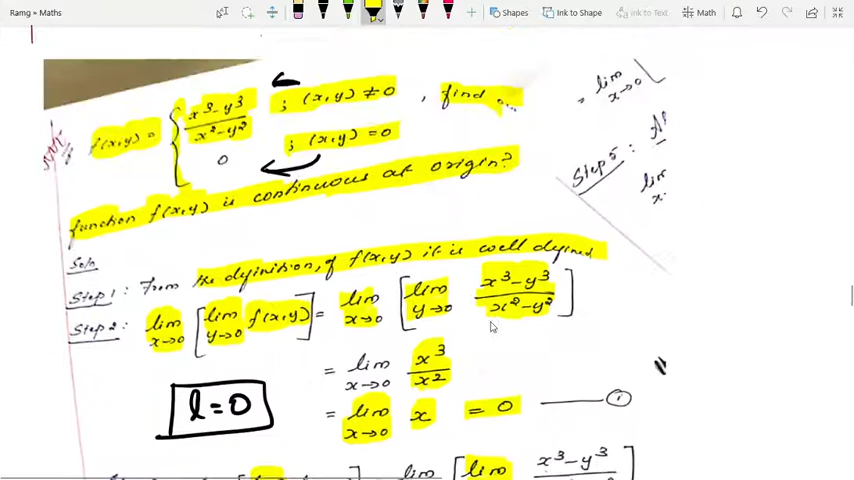 Ramg » Maths
Shapes
Ink to Shape
Ink to Text
Math
f(x,y) = { x³-y³ / x²-y² ; (x,y) ≠ 0 , find
0 ; (x,y) = 0
function f(x,y) is continuous at origin?
Soln
Step 1: From the definition, of f(x,y) it is well defined
Step 2: lim x→0 [ lim y→0 f(x,y) ] = lim x→0 [ lim y→0 x³-y³ / x²-y² ]
= lim x→0 x³ / x²
l = 0
= lim x→0 x = 0 —— ①
lim x³-y³
= lim x→0
Step 5:
lim